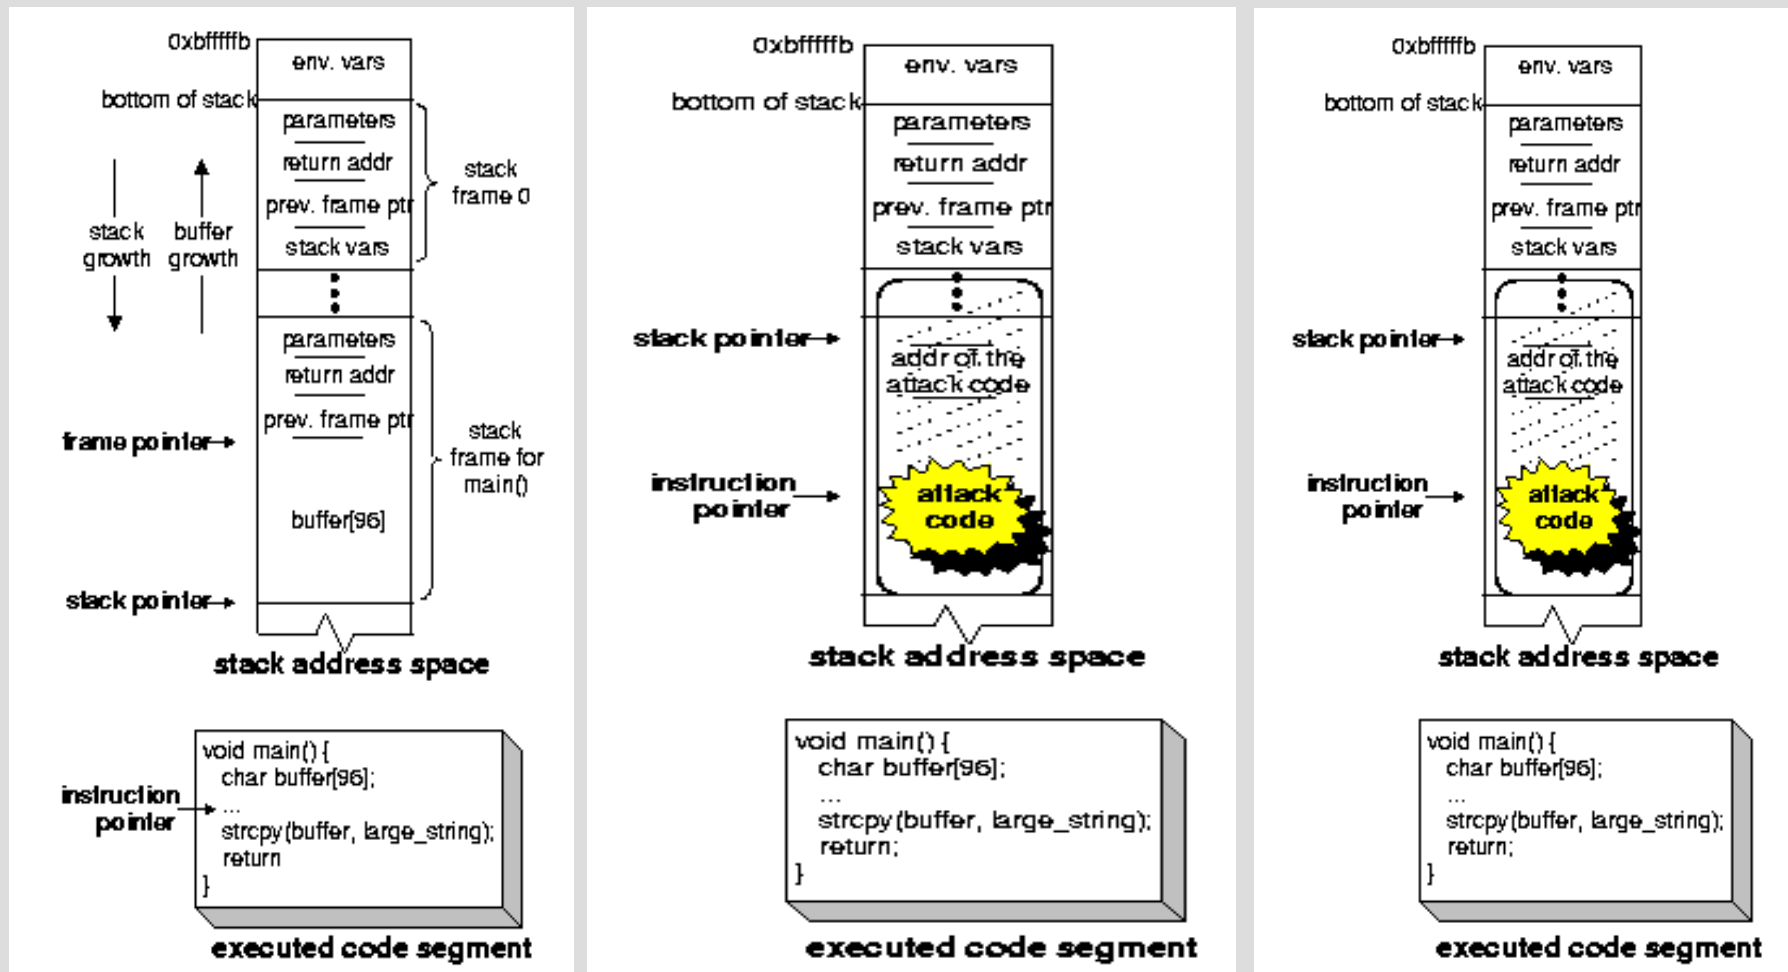 0xbfffffb
env. vars
bottom of stack
parameters
return addr
prev. frame ptr
stack vars
stack
frame 0
stack
growth
buffer
growth
parameters
return addr
prev. frame ptr
frame pointer
stack
frame for
main()
buffer[96]
stack pointer
stack address space
void main() {
char buffer[96];
...
strcpy(buffer, large_string);
return
}
instruction
pointer
executed code segment
0xbfffffb
env. vars
bottom of stack
parameters
return addr
prev. frame ptr
stack vars
stack pointer
addr of the
attack code
instruction
pointer
attack
code
stack address space
void main() {
char buffer[96];
...
strcpy(buffer, large_string);
return;
}
executed code segment
0xbfffffb
env. vars
bottom of stack
parameters
return addr
prev. frame ptr
stack vars
stack pointer
addr of the
attack code
instruction
pointer
attack
code
stack address space
void main() {
char buffer[96];
...
strcpy(buffer, large_string);
return;
}
executed code segment